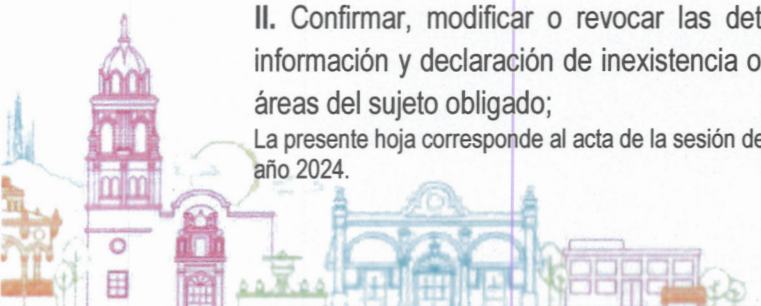 II. Confirmar, modificar o revocar las det
información y declaración de inexistencia o
áreas del sujeto obligado;
La presente hoja corresponde al acta de la sesión de
año 2024.